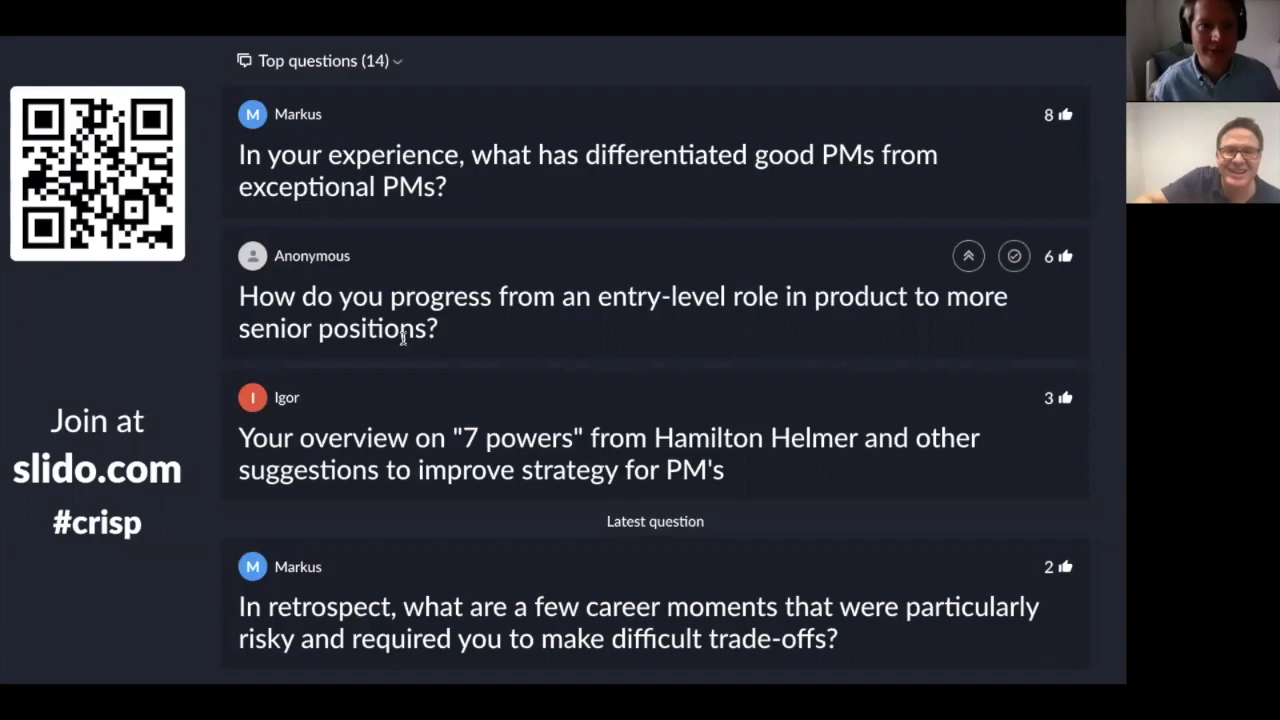 Top questions (14)
M Markus
8
In your experience, what has differentiated good PMs from
exceptional PMs?
Anonymous
6
How do you progress from an entry-level role in product to more
senior positions?
I Igor
3
Your overview on "7 powers" from Hamilton Helmer and other
suggestions to improve strategy for PM's
Latest question
M Markus
2
In retrospect, what are a few career moments that were particularly
risky and required you to make difficult trade-offs?
Join at
slido.com
#crisp